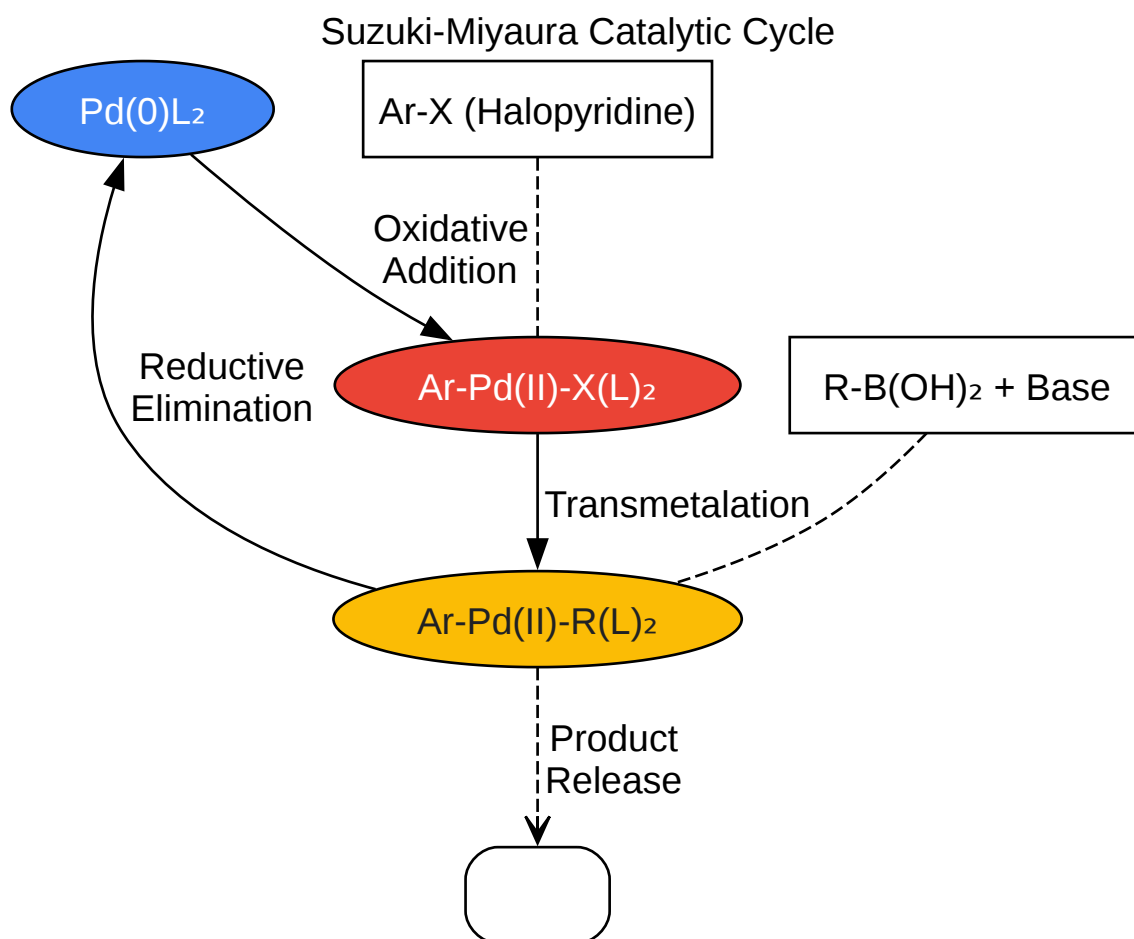 Suzuki-Miyaura Catalytic Cycle
Pd(0)L₂
Ar-X (Halopyridine)
Oxidative
Addition
Reductive
Elimination
Ar-Pd(II)-X(L)₂
R-B(OH)₂ + Base
Transmetalation
Ar-Pd(II)-R(L)₂
Product
Release